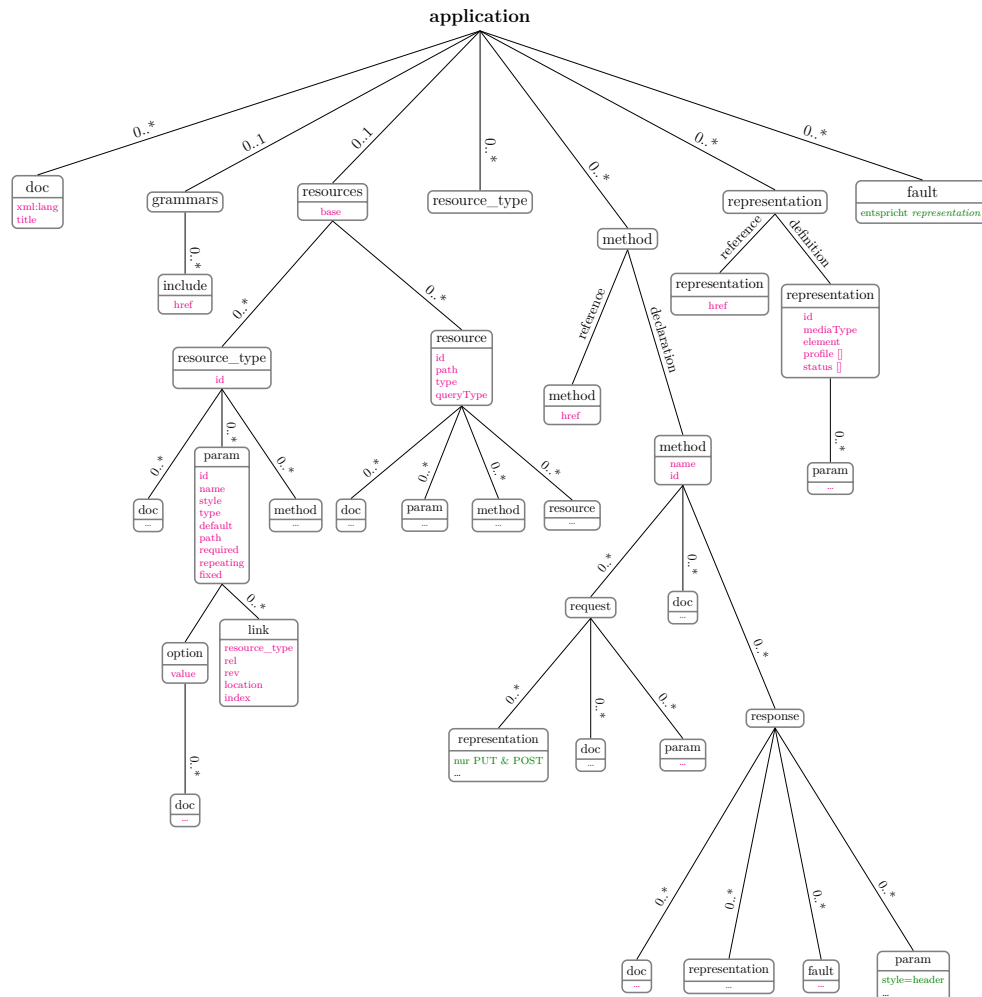 application
0..*
0..1
0..1
0..*
0..*
0..*
0..*
doc
xml:lang
title
grammars
resources
base
resource_type
method
representation
fault
entspricht representation
0..*
include
href
0..*
0..*
resource_type
id
resource
id
path
type
queryType
reference
declaration
reference
definition
representation
href
representation
id
mediaType
element
profile []
status []
method
href
method
name
id
0..*
param
...
0..*
0..*
0..*
doc
...
param
id
name
style
type
default
path
required
repeating
fixed
method
...
0..*
0..*
0..*
0..*
doc
...
param
...
method
...
resource
...
0..*
option
value
link
resource_type
rel
rev
location
index
0..*
doc
...
0..*
0..*
0..*
request
doc
...
response
0..*
0..*
0..*
representation
nur PUT & POST
...
doc
...
param
...
0..*
0..*
0..*
0..*
doc
...
representation
...
fault
...
param
style=header
...